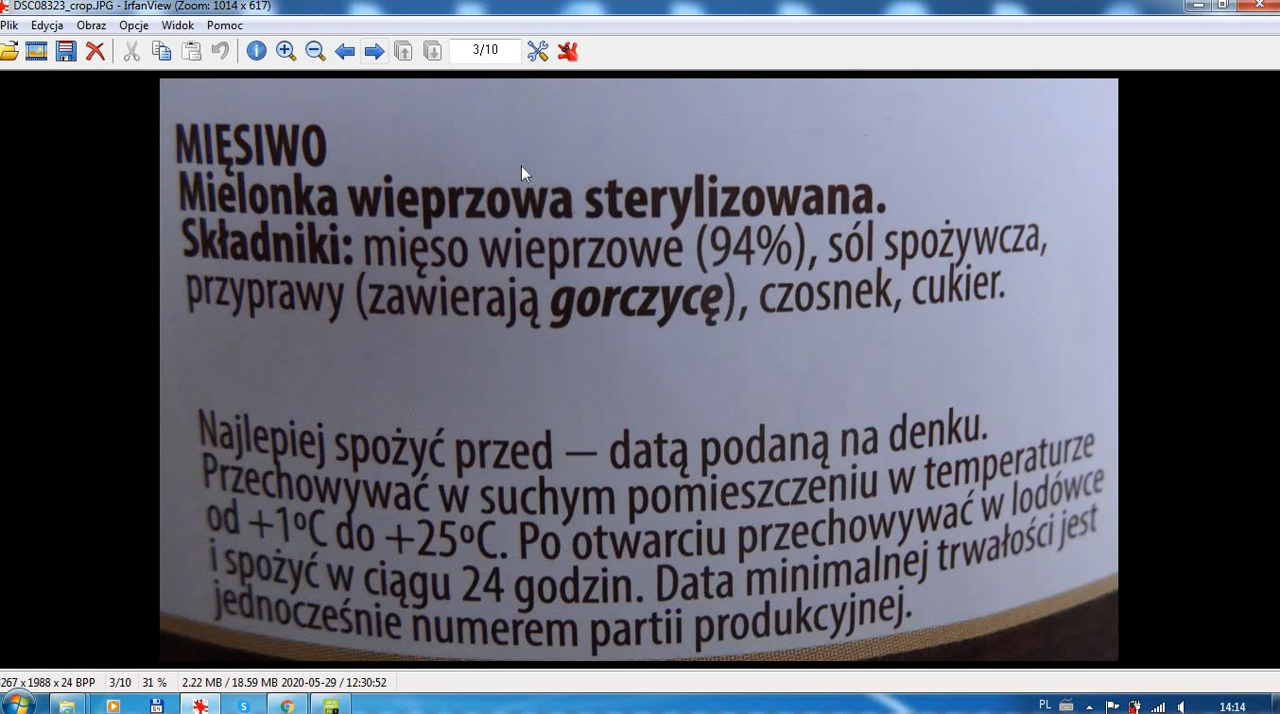 DSC08323_crop.JPG - IrfanView (Zoom: 1014 x 617)
Plik Edycja Obraz Opcje Widok Pomoc
3/10
MIĘSIWO
Mielonka wieprzowa sterylizowana.
Składniki: mięso wieprzowe (94%), sól spożywcza,
przyprawy (zawierają gorczycę), czosnek, cukier.
Najlepiej spożyć przed — datą podaną na denku.
Przechowywać w suchym pomieszczeniu w temperaturze
od +1ºC do +25ºC. Po otwarciu przechowywać w lodówce
i spożyć w ciągu 24 godzin. Data minimalnej trwałości jest
jednocześnie numerem partii produkcyjnej.
267 x 1988 x 24 BPP 3/10 31 % 2.22 MB / 18.59 MB 2020-05-29 / 12:30:52
PL 14:14